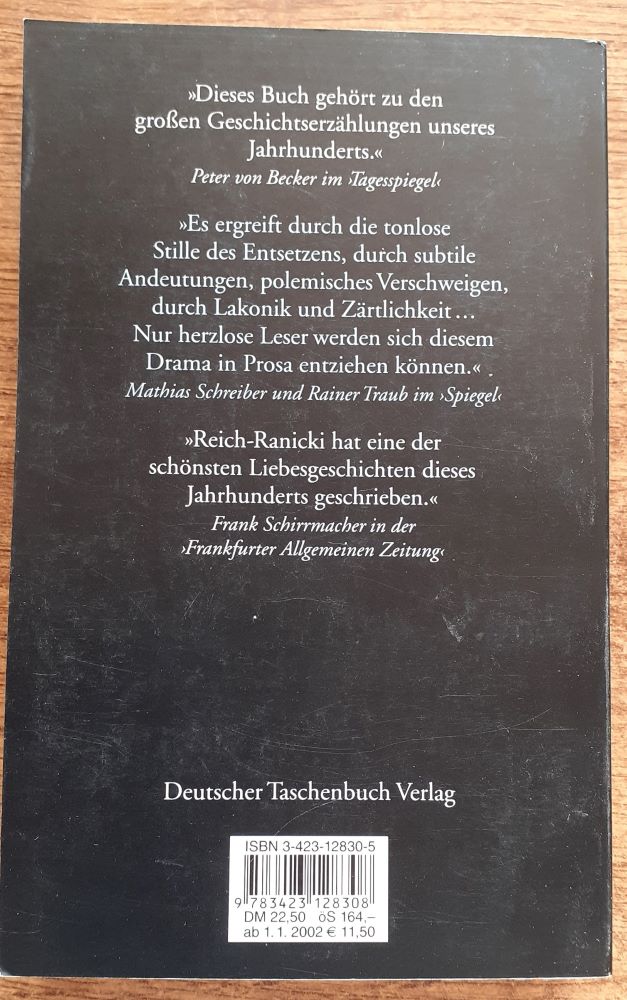 »Dieses Buch gehört zu den
großen Geschichtserzählungen unseres
Jahrhunderts.«
Peter von Becker im ›Tagesspiegel‹
»Es ergreift durch die tonlose
Stille des Entsetzens, durch subtile
Andeutungen, polemisches Verschweigen,
durch Lakonik und Zärtlichkeit…
Nur herzlose Leser werden sich diesem
Drama in Prosa entziehen können.«
Mathias Schreiber und Rainer Traub im ›Spiegel‹
»Reich-Ranicki hat eine der
schönsten Liebesgeschichten dieses
Jahrhunderts geschrieben.«
Frank Schirrmacher in der
›Frankfurter Allgemeinen Zeitung‹
Deutscher Taschenbuch Verlag
ISBN 3-423-12830-5
9 783423 128308
DM 22,50 öS 164,–
ab 1.1. 2002 € 11,50